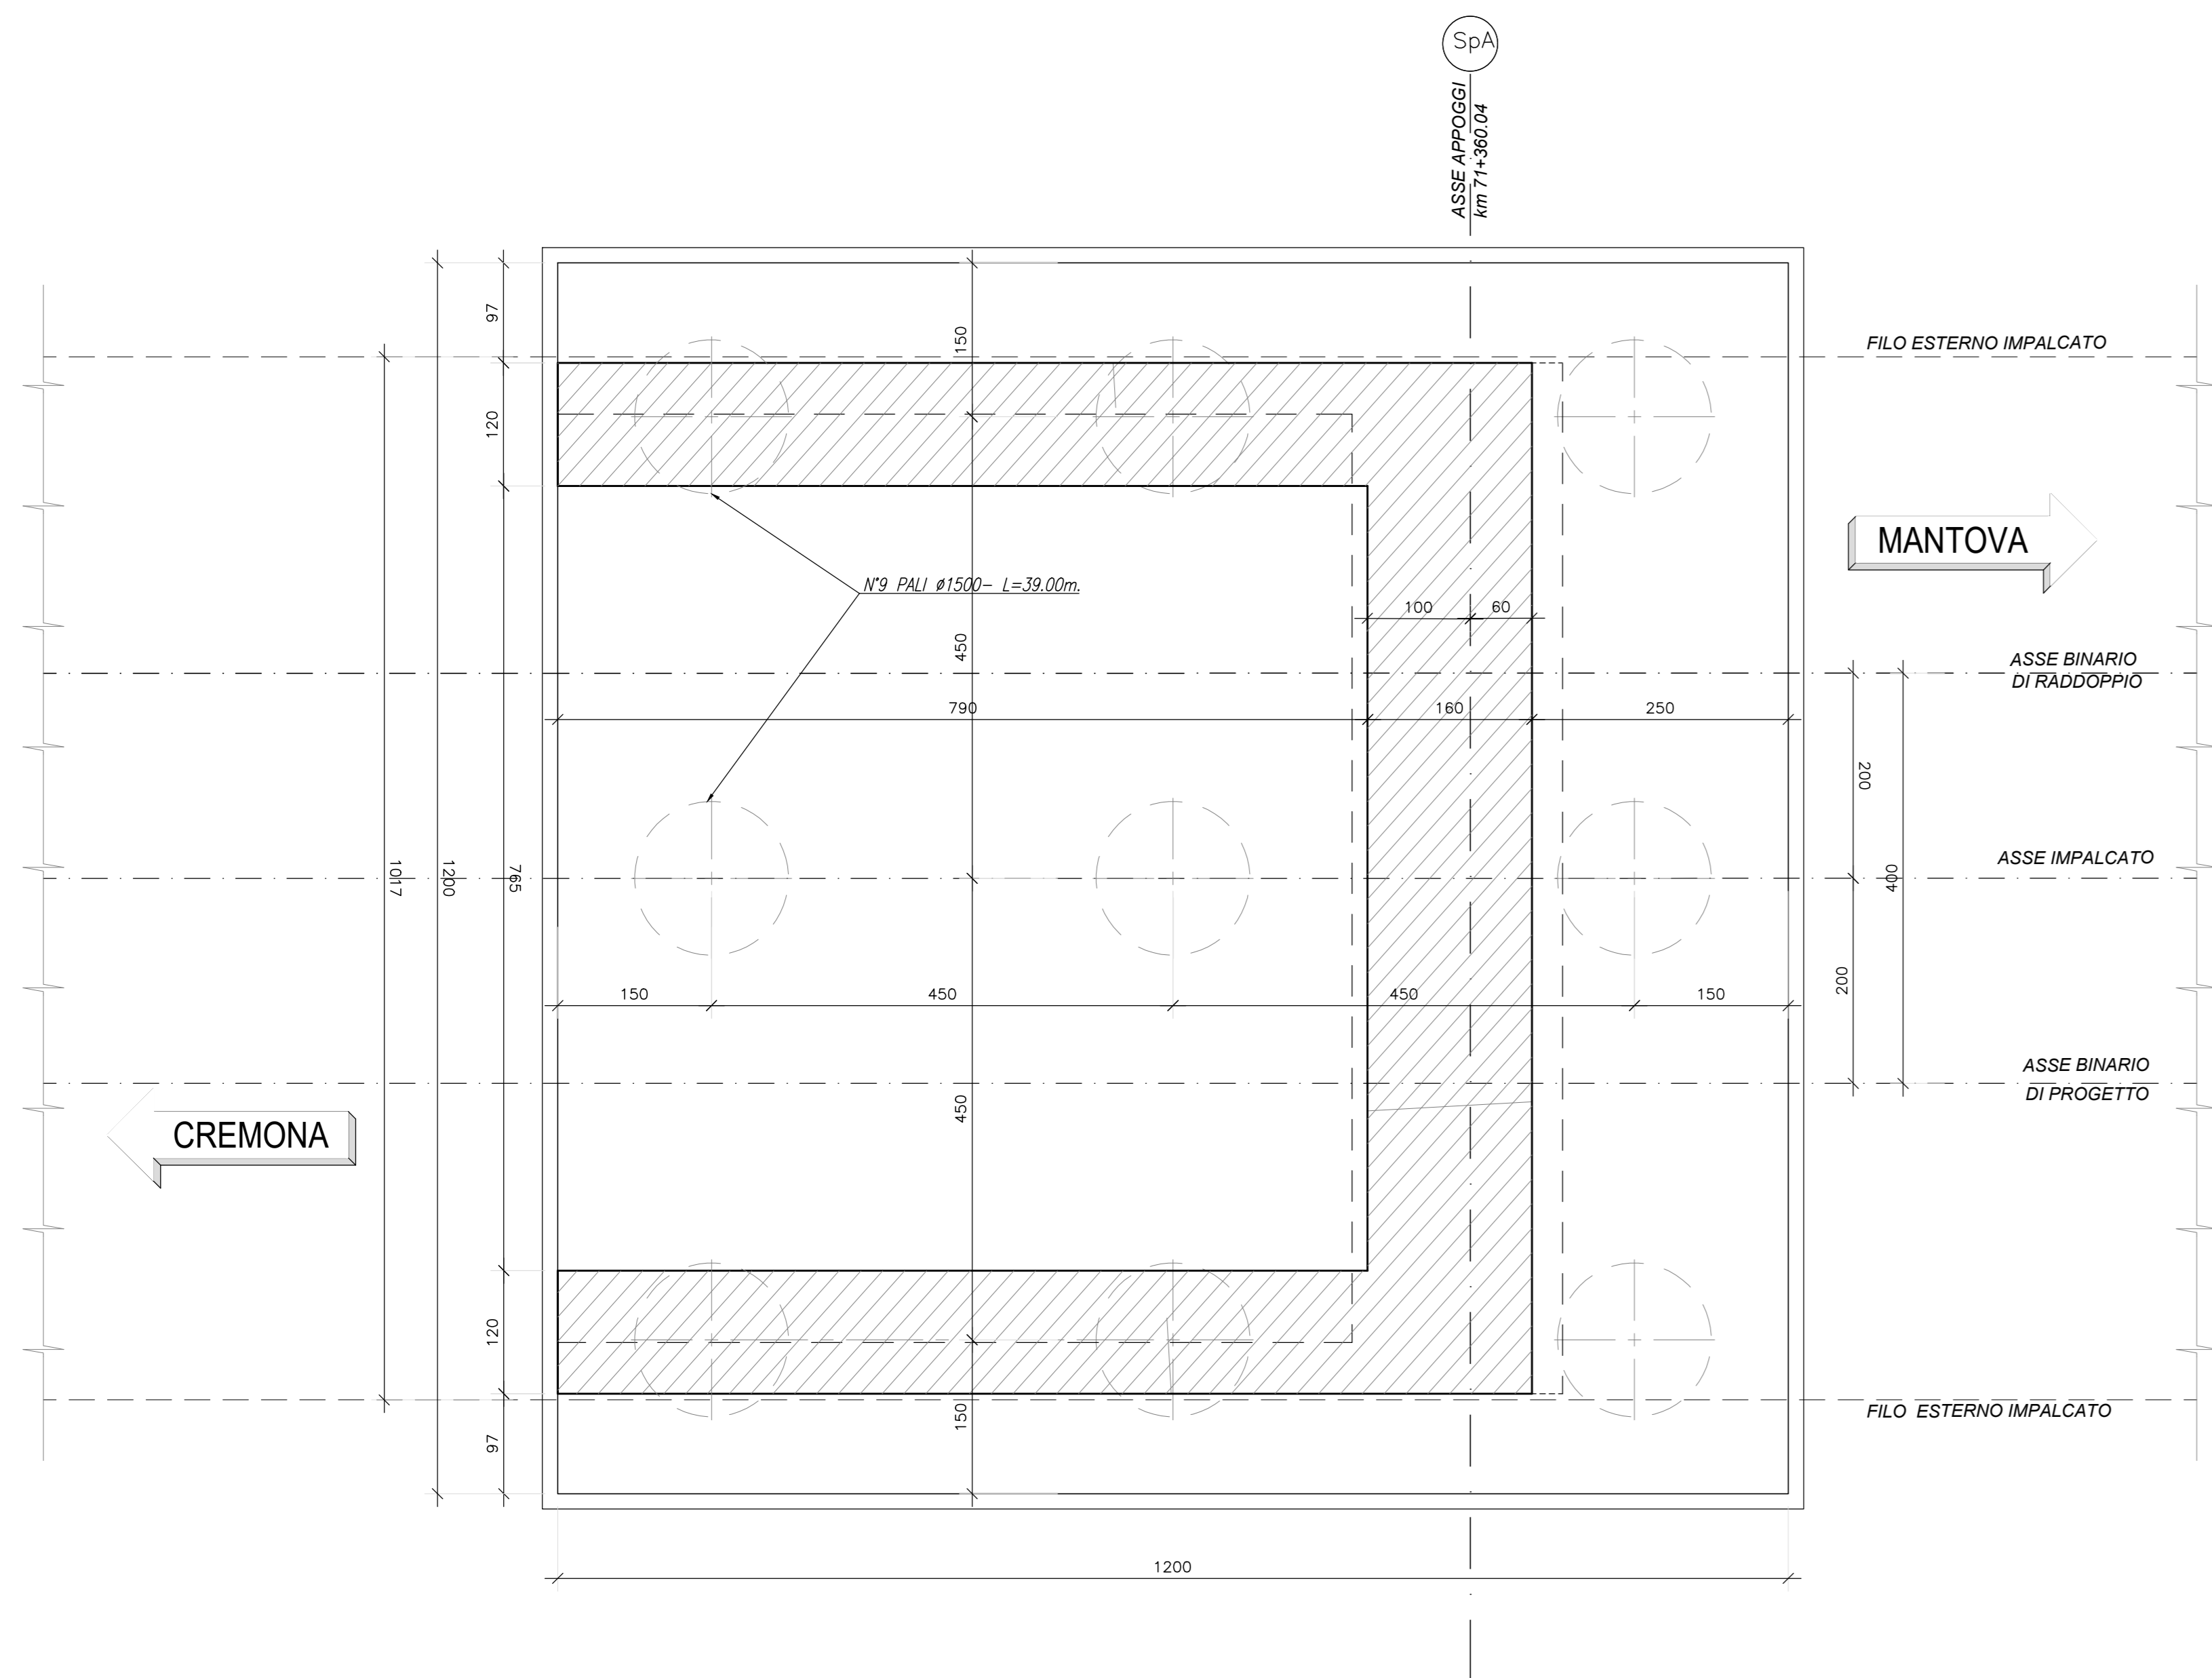 SpA
ASSE APPOGGI
km 71+360.04
97
150
FILO ESTERNO IMPALCATO
120
MANTOVA
N°9 PALI ø1500- L=39.00m.
100
60
450
ASSE BINARIO
DI RADDOPPIO
790
160
250
200
1017
1200
765
ASSE IMPALCATO
400
150
450
450
150
200
ASSE BINARIO
DI PROGETTO
450
CREMONA
120
150
FILO ESTERNO IMPALCATO
97
1200